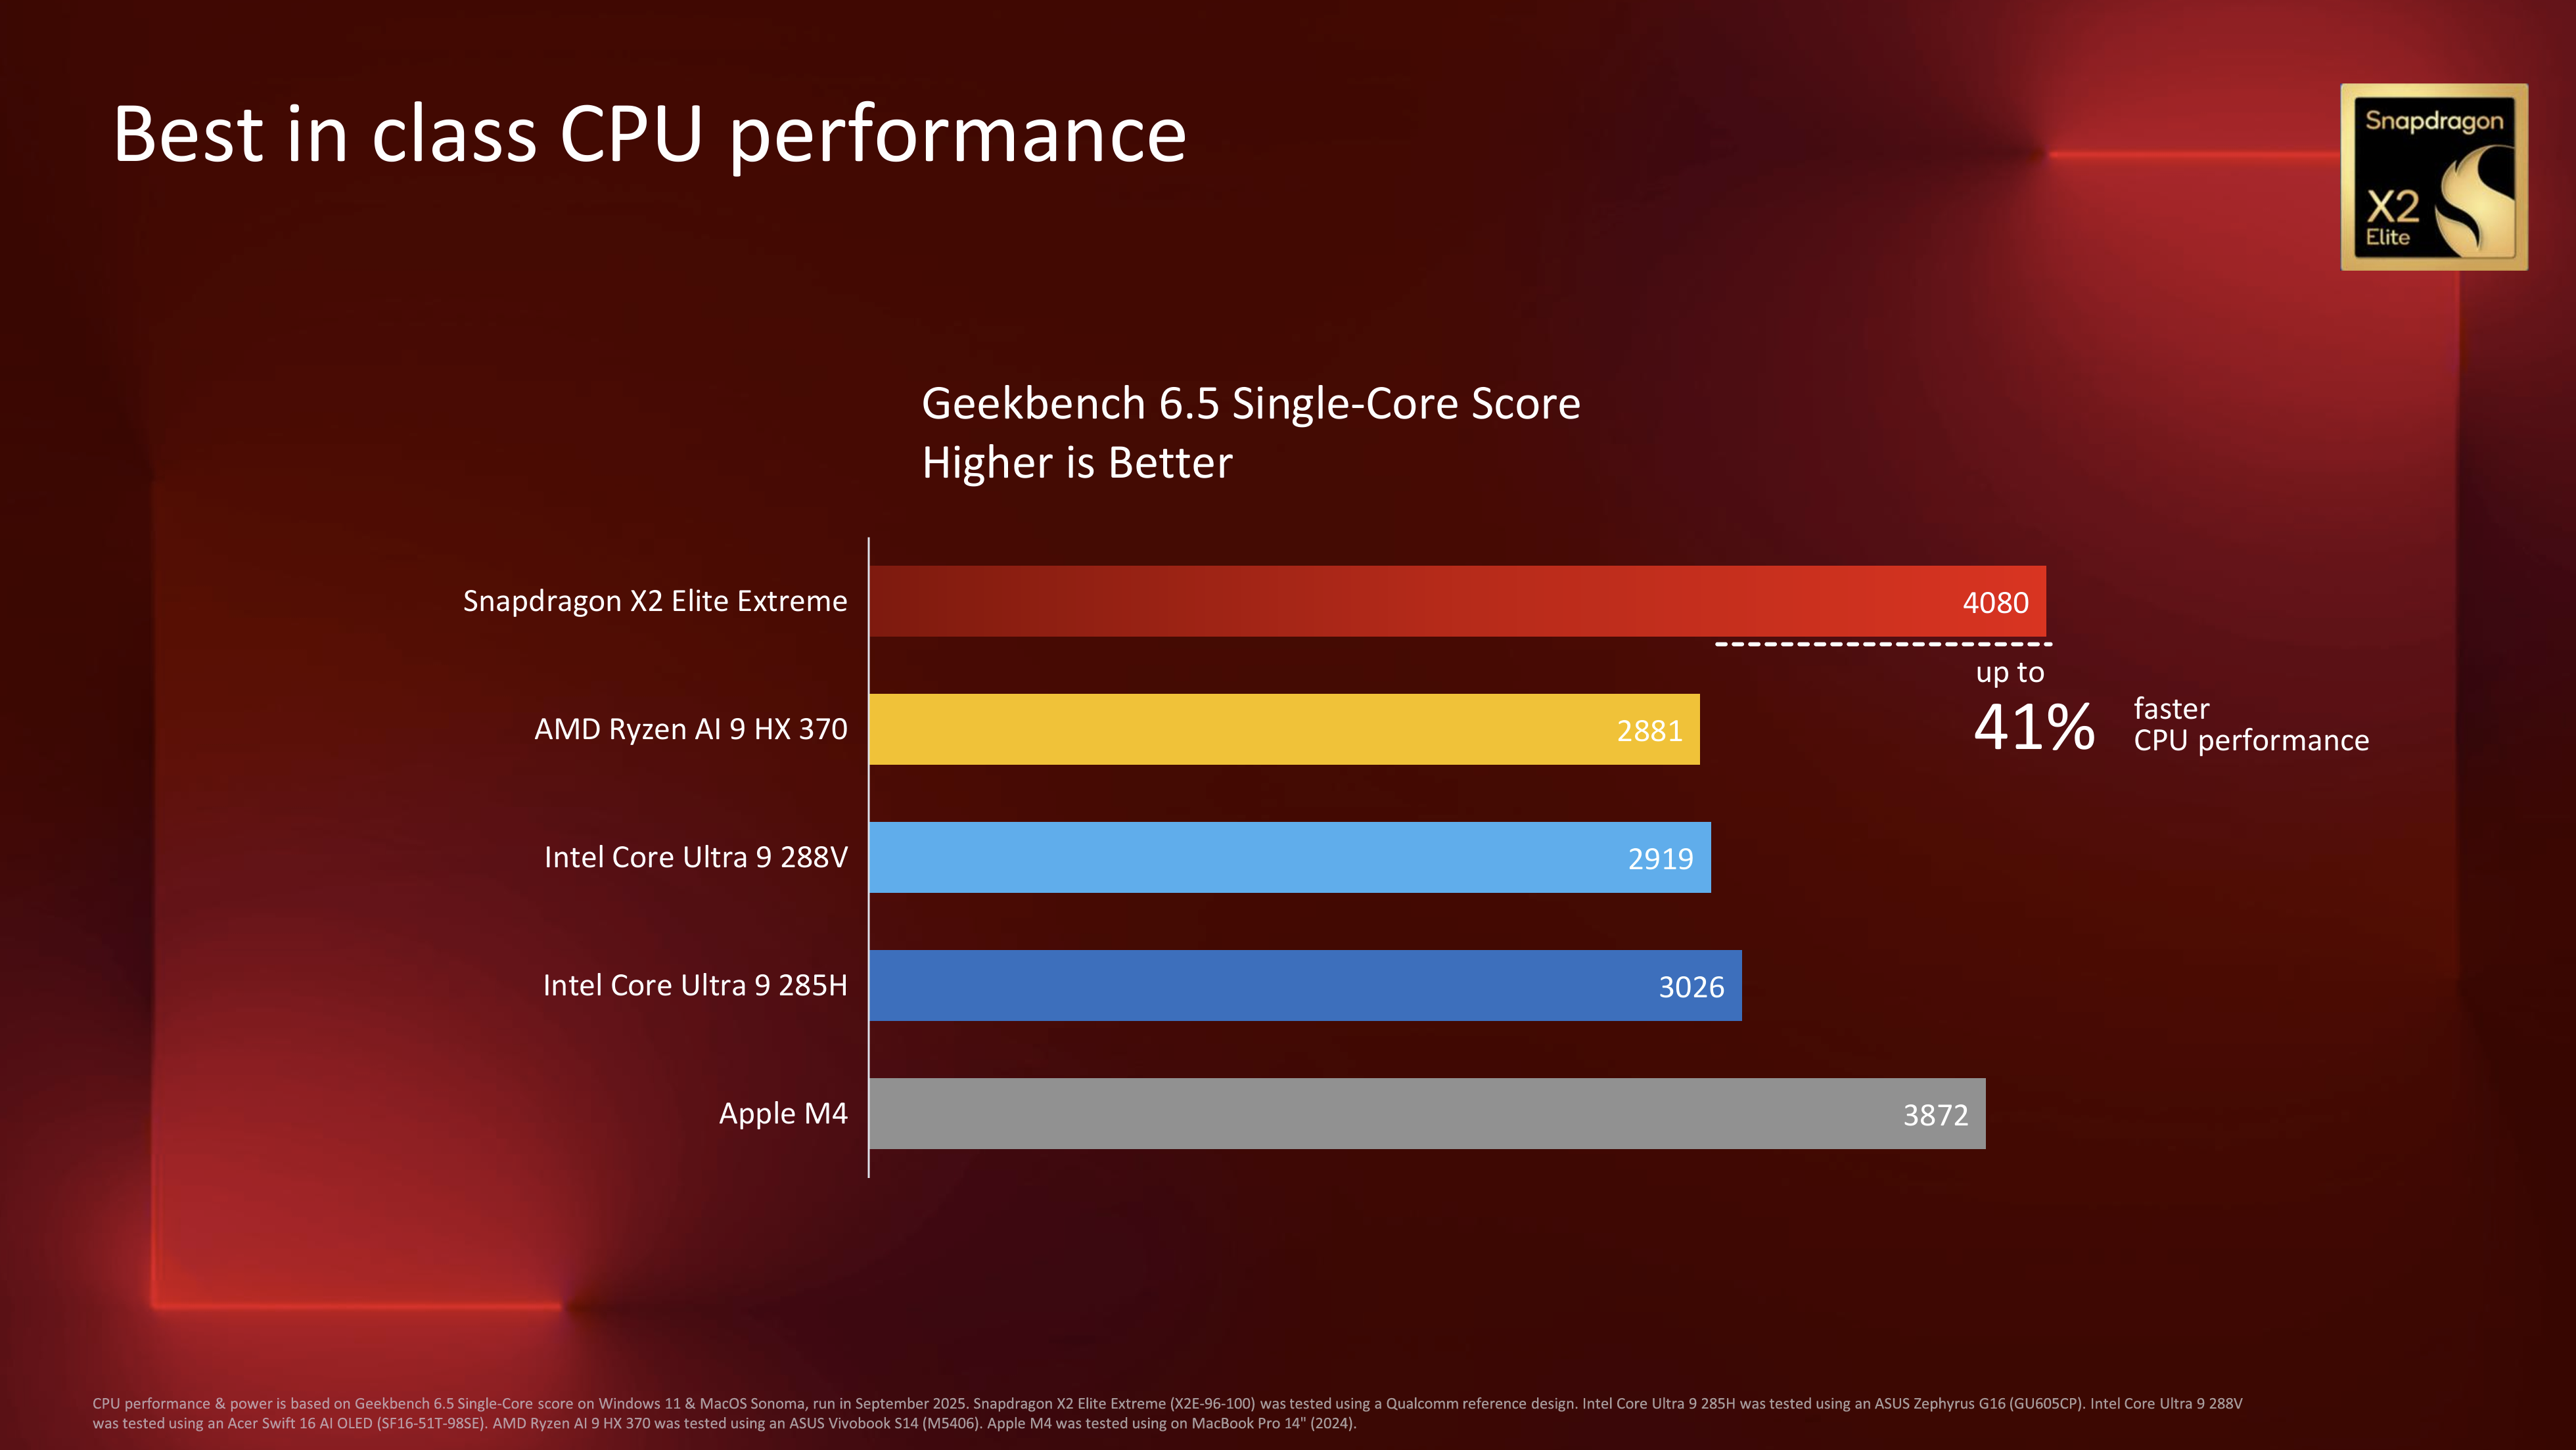 Best in class CPU performance
Snapdragon
X2
Elite
Geekbench 6.5 Single-Core Score
Higher is Better
Snapdragon X2 Elite Extreme
4080
up to
41%
faster
CPU performance
AMD Ryzen AI 9 HX 370
2881
Intel Core Ultra 9 288V
2919
Intel Core Ultra 9 285H
3026
Apple M4
3872
CPU performance & power is based on Geekbench 6.5 Single-Core score on Windows 11 & MacOS Sonoma, run in September 2025. Snapdragon X2 Elite Extreme (X2E-96-100) was tested using a Qualcomm reference design. Intel Core Ultra 9 285H was tested using an ASUS Zephyrus G16 (GU605CP). Intel Core Ultra 9 288V
was tested using an Acer Swift 16 AI OLED (SF16-51T-98SE). AMD Ryzen AI 9 HX 370 was tested using an ASUS Vivobook S14 (M5406). Apple M4 was tested using on MacBook Pro 14" (2024).